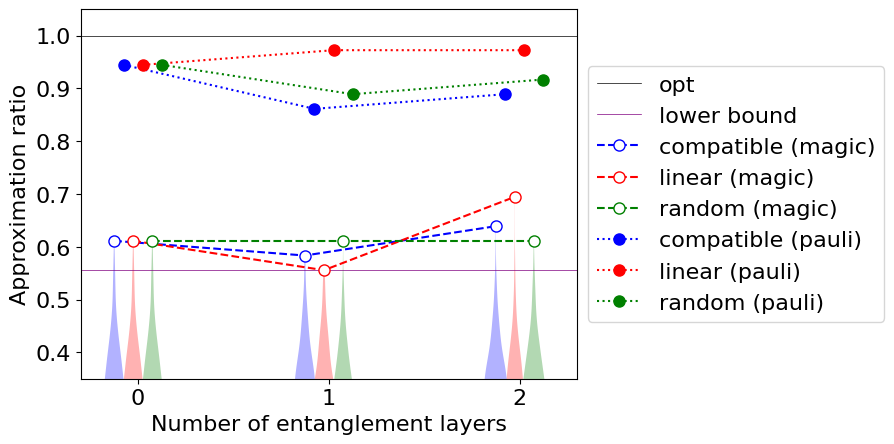 1.0
0.9
0.8
0.7
0.6
0.5
0.4
Approximation ratio
0 1 2
Number of entanglement layers
opt
lower bound
compatible (magic)
linear (magic)
random (magic)
compatible (pauli)
linear (pauli)
random (pauli)